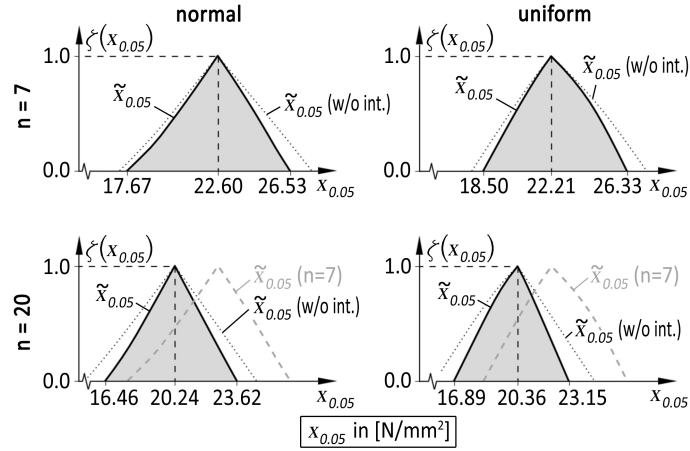 normal
uniform
n = 7
ζ(x0.05)
1.0
x̃0.05
x̃0.05 (w/o int.)
0.0
17.67
22.60
26.53
x0.05
ζ(x0.05)
1.0
x̃0.05
x̃0.05 (w/o int.)
0.0
18.50
22.21
26.33
x0.05
n = 20
ζ(x0.05)
1.0
x̃0.05
x̃0.05 (n=7)
x̃0.05 (w/o int.)
0.0
16.46
20.24
23.62
x0.05
ζ(x0.05)
1.0
x̃0.05
x̃0.05 (n=7)
x̃0.05 (w/o int.)
0.0
16.89
20.36
23.15
x0.05
x0.05 in [N/mm²]